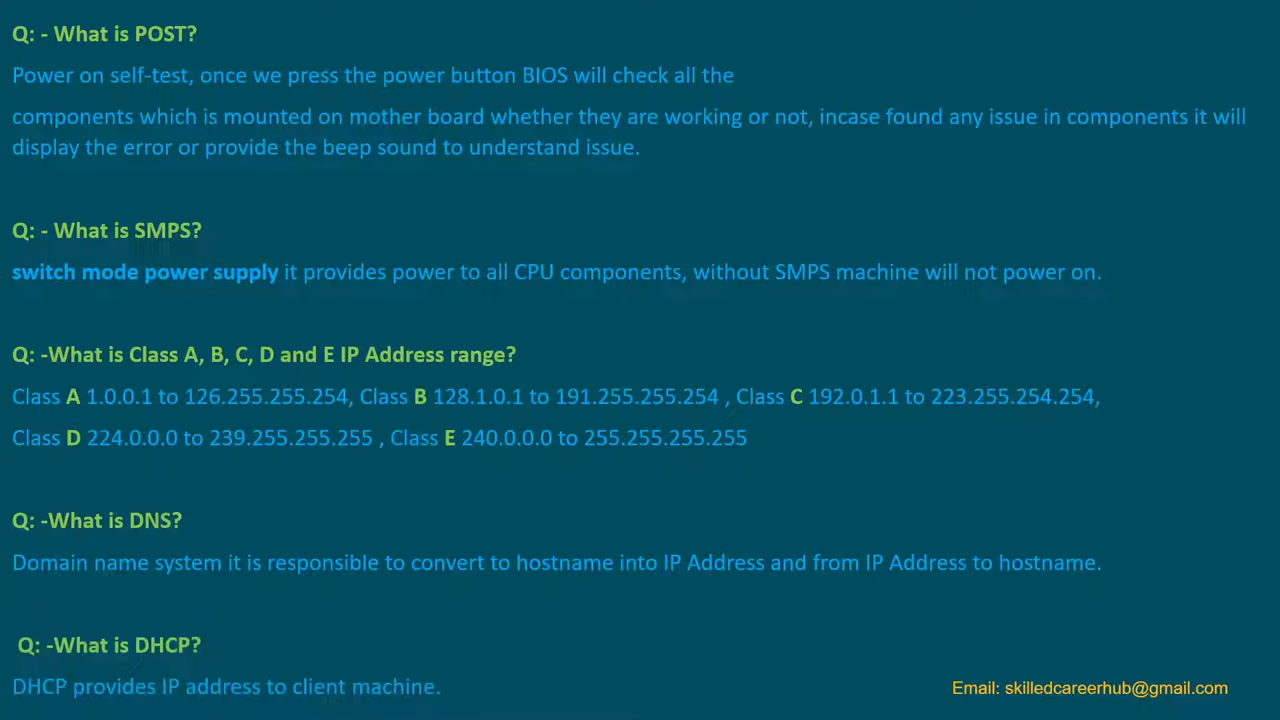 Q: - What is POST?
Power on self-test, once we press the power button BIOS will check all the
components which is mounted on mother board whether they are working or not, incase found any issue in components it will
display the error or provide the beep sound to understand issue.
Q: - What is SMPS?
switch mode power supply it provides power to all CPU components, without SMPS machine will not power on.
Q: -What is Class A, B, C, D and E IP Address range?
Class A 1.0.0.1 to 126.255.255.254, Class B 128.1.0.1 to 191.255.255.254 , Class C 192.0.1.1 to 223.255.254.254,
Class D 224.0.0.0 to 239.255.255.255 , Class E 240.0.0.0 to 255.255.255.255
Q: -What is DNS?
Domain name system it is responsible to convert to hostname into IP Address and from IP Address to hostname.
Q: -What is DHCP?
DHCP provides IP address to client machine.
Email: skilledcareerhub@gmail.com